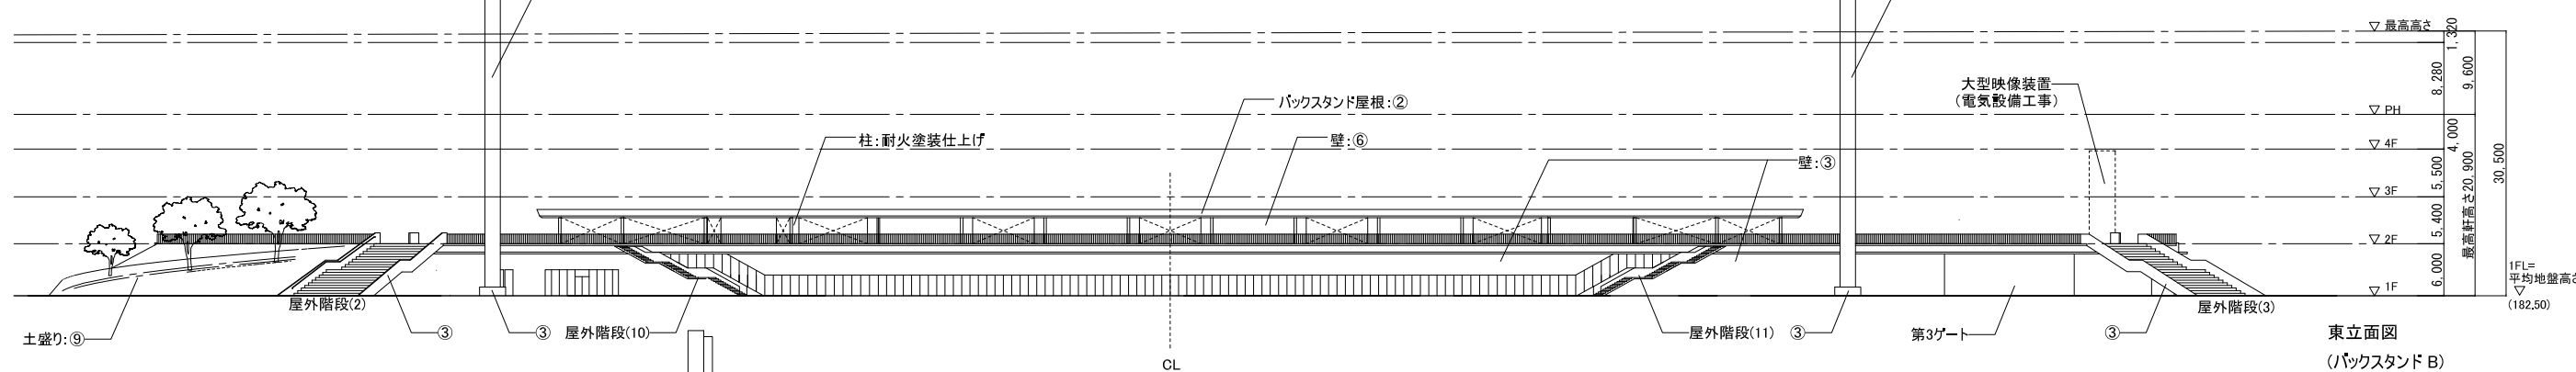 ▽ 最高高さ
1,320
8,280
9,600
大型映像装置
(電気設備工事)
バックスタンド屋根:②
▽ PH
柱:耐火塗装仕上げ
壁:⑥
▽ 4F
4,000
壁:③
5,500
最高軒高さ20,900
30,500
▽ 3F
5,400
▽ 2F
6,000
1FL=
平均地盤高さ
▽
(182.50)
▽ 1F
屋外階段(2)
屋外階段(3)
土盛り:⑨
③
③
屋外階段(10)
屋外階段(11)
③
第3ゲート
③
CL
東立面図
(バックスタンド B)